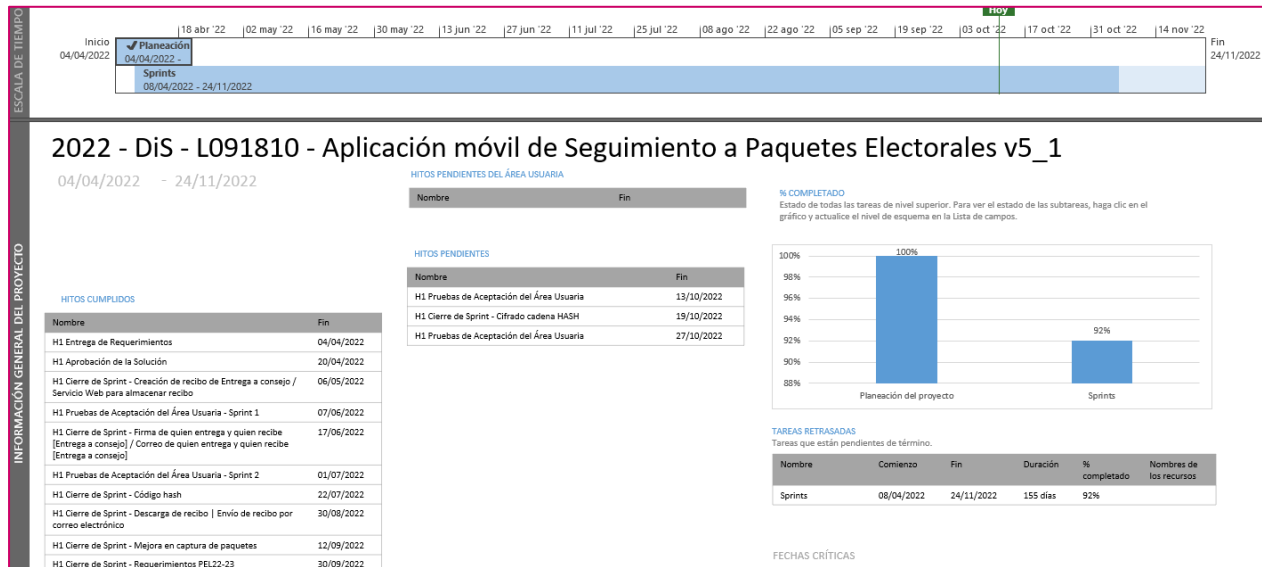 ESCALA DE TIEMPO
Hoy
18 abr '22 02 may '22 16 may '22 30 may '22 13 jun '22 27 jun '22 11 jul '22 25 jul '22 08 ago '22 22 ago '22 05 sep '22 19 sep '22 03 oct '22 17 oct '22 31 oct '22 14 nov '22
Inicio
04/04/2022
Planeación
04/04/2022 -
Sprints
08/04/2022 - 24/11/2022
Fin
24/11/2022
INFORMACIÓN GENERAL DEL PROYECTO
2022 - DiS - L091810 - Aplicación móvil de Seguimiento a Paquetes Electorales v5_1
04/04/2022 - 24/11/2022
HITOS CUMPLIDOS
Nombre Fin
H1 Entrega de Requerimientos 04/04/2022
H1 Aprobación de la Solución 20/04/2022
H1 Cierre de Sprint - Creación de recibo de Entrega a consejo / 06/05/2022
Servicio Web para almacenar recibo
H1 Pruebas de Aceptación del Área Usuaria - Sprint 1 07/06/2022
H1 Cierre de Sprint - Firma de quien entrega y quien recibe 17/06/2022
[Entrega a consejo] / Correo de quien entrega y quien recibe
[Entrega a consejo]
H1 Pruebas de Aceptación del Área Usuaria - Sprint 2 01/07/2022
H1 Cierre de Sprint - Código hash 22/07/2022
H1 Cierre de Sprint - Descarga de recibo | Envío de recibo por 30/08/2022
correo electrónico
H1 Cierre de Sprint - Mejora en captura de paquetes 12/09/2022
H1 Cierre de Sprint - Requerimientos PEL22-23 30/09/2022
HITOS PENDIENTES DEL ÁREA USUARIA
Nombre Fin
HITOS PENDIENTES
Nombre Fin
H1 Pruebas de Aceptación del Área Usuaria 13/10/2022
H1 Cierre de Sprint - Cifrado cadena HASH 19/10/2022
H1 Pruebas de Aceptación del Área Usuaria 27/10/2022
% COMPLETADO
Estado de todas las tareas de nivel superior. Para ver el estado de las subtareas, haga clic en el
gráfico y actualice el nivel de esquema en la Lista de campos.
100%
98%
96%
94%
92%
90%
88%
100%
92%
Planeación del proyecto Sprints
TAREAS RETRASADAS
Tareas que están pendientes de término.
Nombre Comienzo Fin Duración % Nombres de
completado los recursos
Sprints 08/04/2022 24/11/2022 155 días 92%
FECHAS CRÍTICAS